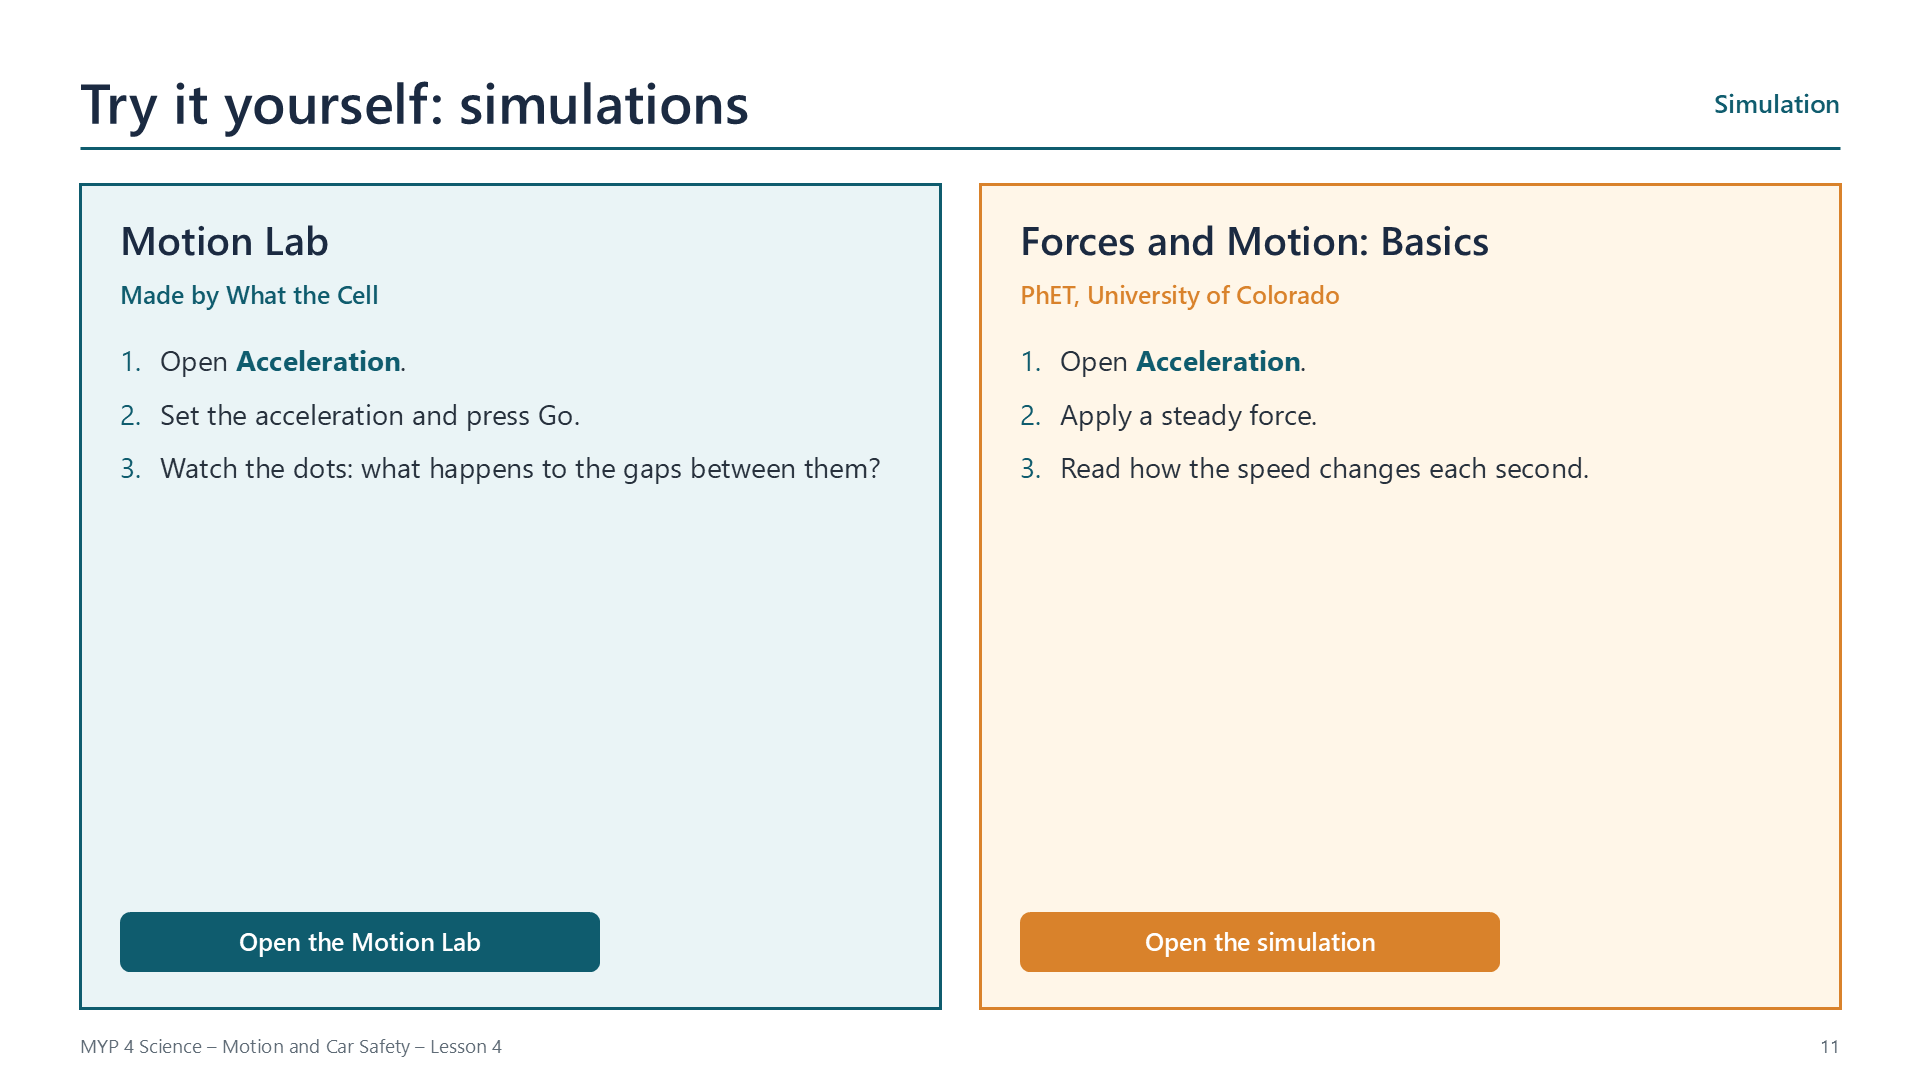 Try it yourself: simulations
Simulation
Motion Lab
Made by What the Cell
1. Open Acceleration.
2. Set the acceleration and press Go.
3. Watch the dots: what happens to the gaps between them?
Open the Motion Lab
Forces and Motion: Basics
PhET, University of Colorado
1. Open Acceleration.
2. Apply a steady force.
3. Read how the speed changes each second.
Open the simulation
MYP 4 Science – Motion and Car Safety – Lesson 4
11